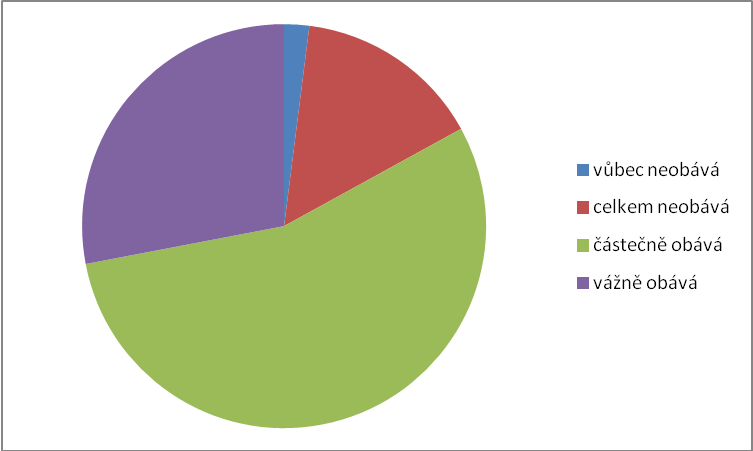 vůbec neobává
celkem neobává
částečně obává
vážně obává